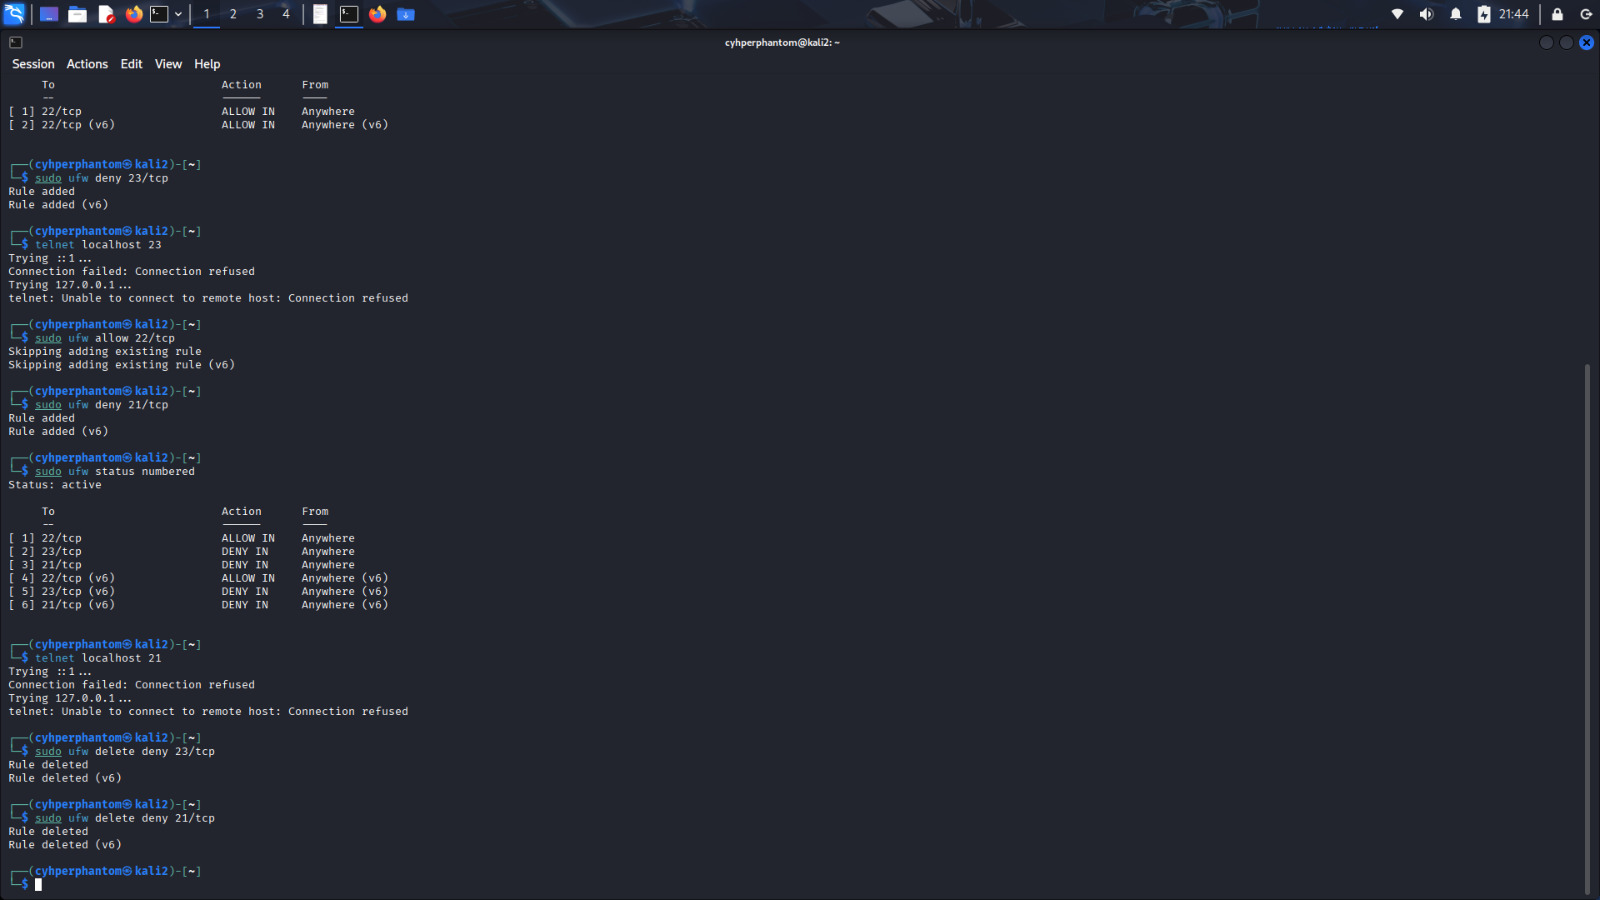 1 2 3 4 21:44
cyhperphantom@kali2: ~
Session Actions Edit View Help
To Action From
-- ------ ----
[ 1] 22/tcp ALLOW IN Anywhere
[ 2] 22/tcp (v6) ALLOW IN Anywhere (v6)
┌──(cyhperphantom㉿kali2)-[~]
└─$ sudo ufw deny 23/tcp
Rule added
Rule added (v6)
┌──(cyhperphantom㉿kali2)-[~]
└─$ telnet localhost 23
Trying ::1...
Connection failed: Connection refused
Trying 127.0.0.1...
telnet: Unable to connect to remote host: Connection refused
┌──(cyhperphantom㉿kali2)-[~]
└─$ sudo ufw allow 22/tcp
Skipping adding existing rule
Skipping adding existing rule (v6)
┌──(cyhperphantom㉿kali2)-[~]
└─$ sudo ufw deny 21/tcp
Rule added
Rule added (v6)
┌──(cyhperphantom㉿kali2)-[~]
└─$ sudo ufw status numbered
Status: active
To Action From
-- ------ ----
[ 1] 22/tcp ALLOW IN Anywhere
[ 2] 23/tcp DENY IN Anywhere
[ 3] 21/tcp DENY IN Anywhere
[ 4] 22/tcp (v6) ALLOW IN Anywhere (v6)
[ 5] 23/tcp (v6) DENY IN Anywhere (v6)
[ 6] 21/tcp (v6) DENY IN Anywhere (v6)
┌──(cyhperphantom㉿kali2)-[~]
└─$ telnet localhost 21
Trying ::1...
Connection failed: Connection refused
Trying 127.0.0.1...
telnet: Unable to connect to remote host: Connection refused
┌──(cyhperphantom㉿kali2)-[~]
└─$ sudo ufw delete deny 23/tcp
Rule deleted
Rule deleted (v6)
┌──(cyhperphantom㉿kali2)-[~]
└─$ sudo ufw delete deny 21/tcp
Rule deleted
Rule deleted (v6)
┌──(cyhperphantom㉿kali2)-[~]
└─$